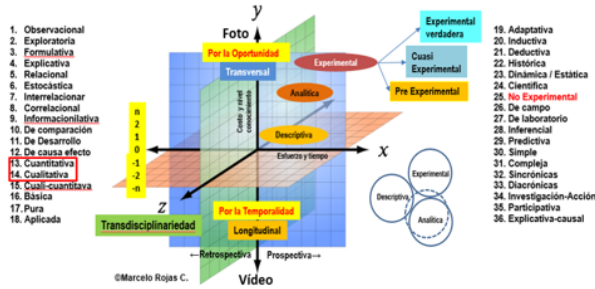 1. Observacional
2. Exploratoria
3. Formulativa
4. Explicativa
5. Relacional
6. Estocástica
7. Interrelacionar
8. Correlacional
9. Informacionilativa
10. De comparación
11. De Desarrollo
12. De causa efecto
13. Cuantitativa
14. Cualitativa
15. Cuali-cuantitava
16. Básica
17. Pura
18. Aplicada
y
Foto
Por la Oportunidad
Transversal
Costo y nivel
conocimiento
n
2
1
0
-1
-2
-n
Experimental
Analítica
Descriptiva
Esfuerzo y tiempo
x
z
Transdisciplinariedad
Por la Temporalidad
Longitudinal
←Retrospectiva
Prospectiva→
Vídeo
©Marcelo Rojas C.
Experimental
verdadera
Cuasi
Experimental
Pre Experimental
Experimental
Descriptiva
Analítica
19. Adaptativa
20. Inductiva
21. Deductiva
22. Histórica
23. Dinámica / Estática
24. Científica
25. No Experimental
26. De campo
27. De laboratorio
28. Inferencial
29. Predictiva
30. Simple
31. Compleja
32. Sincrónicas
33. Diacrónicas
34. Investigación-Acción
35. Participativa
36. Explicativa-causal